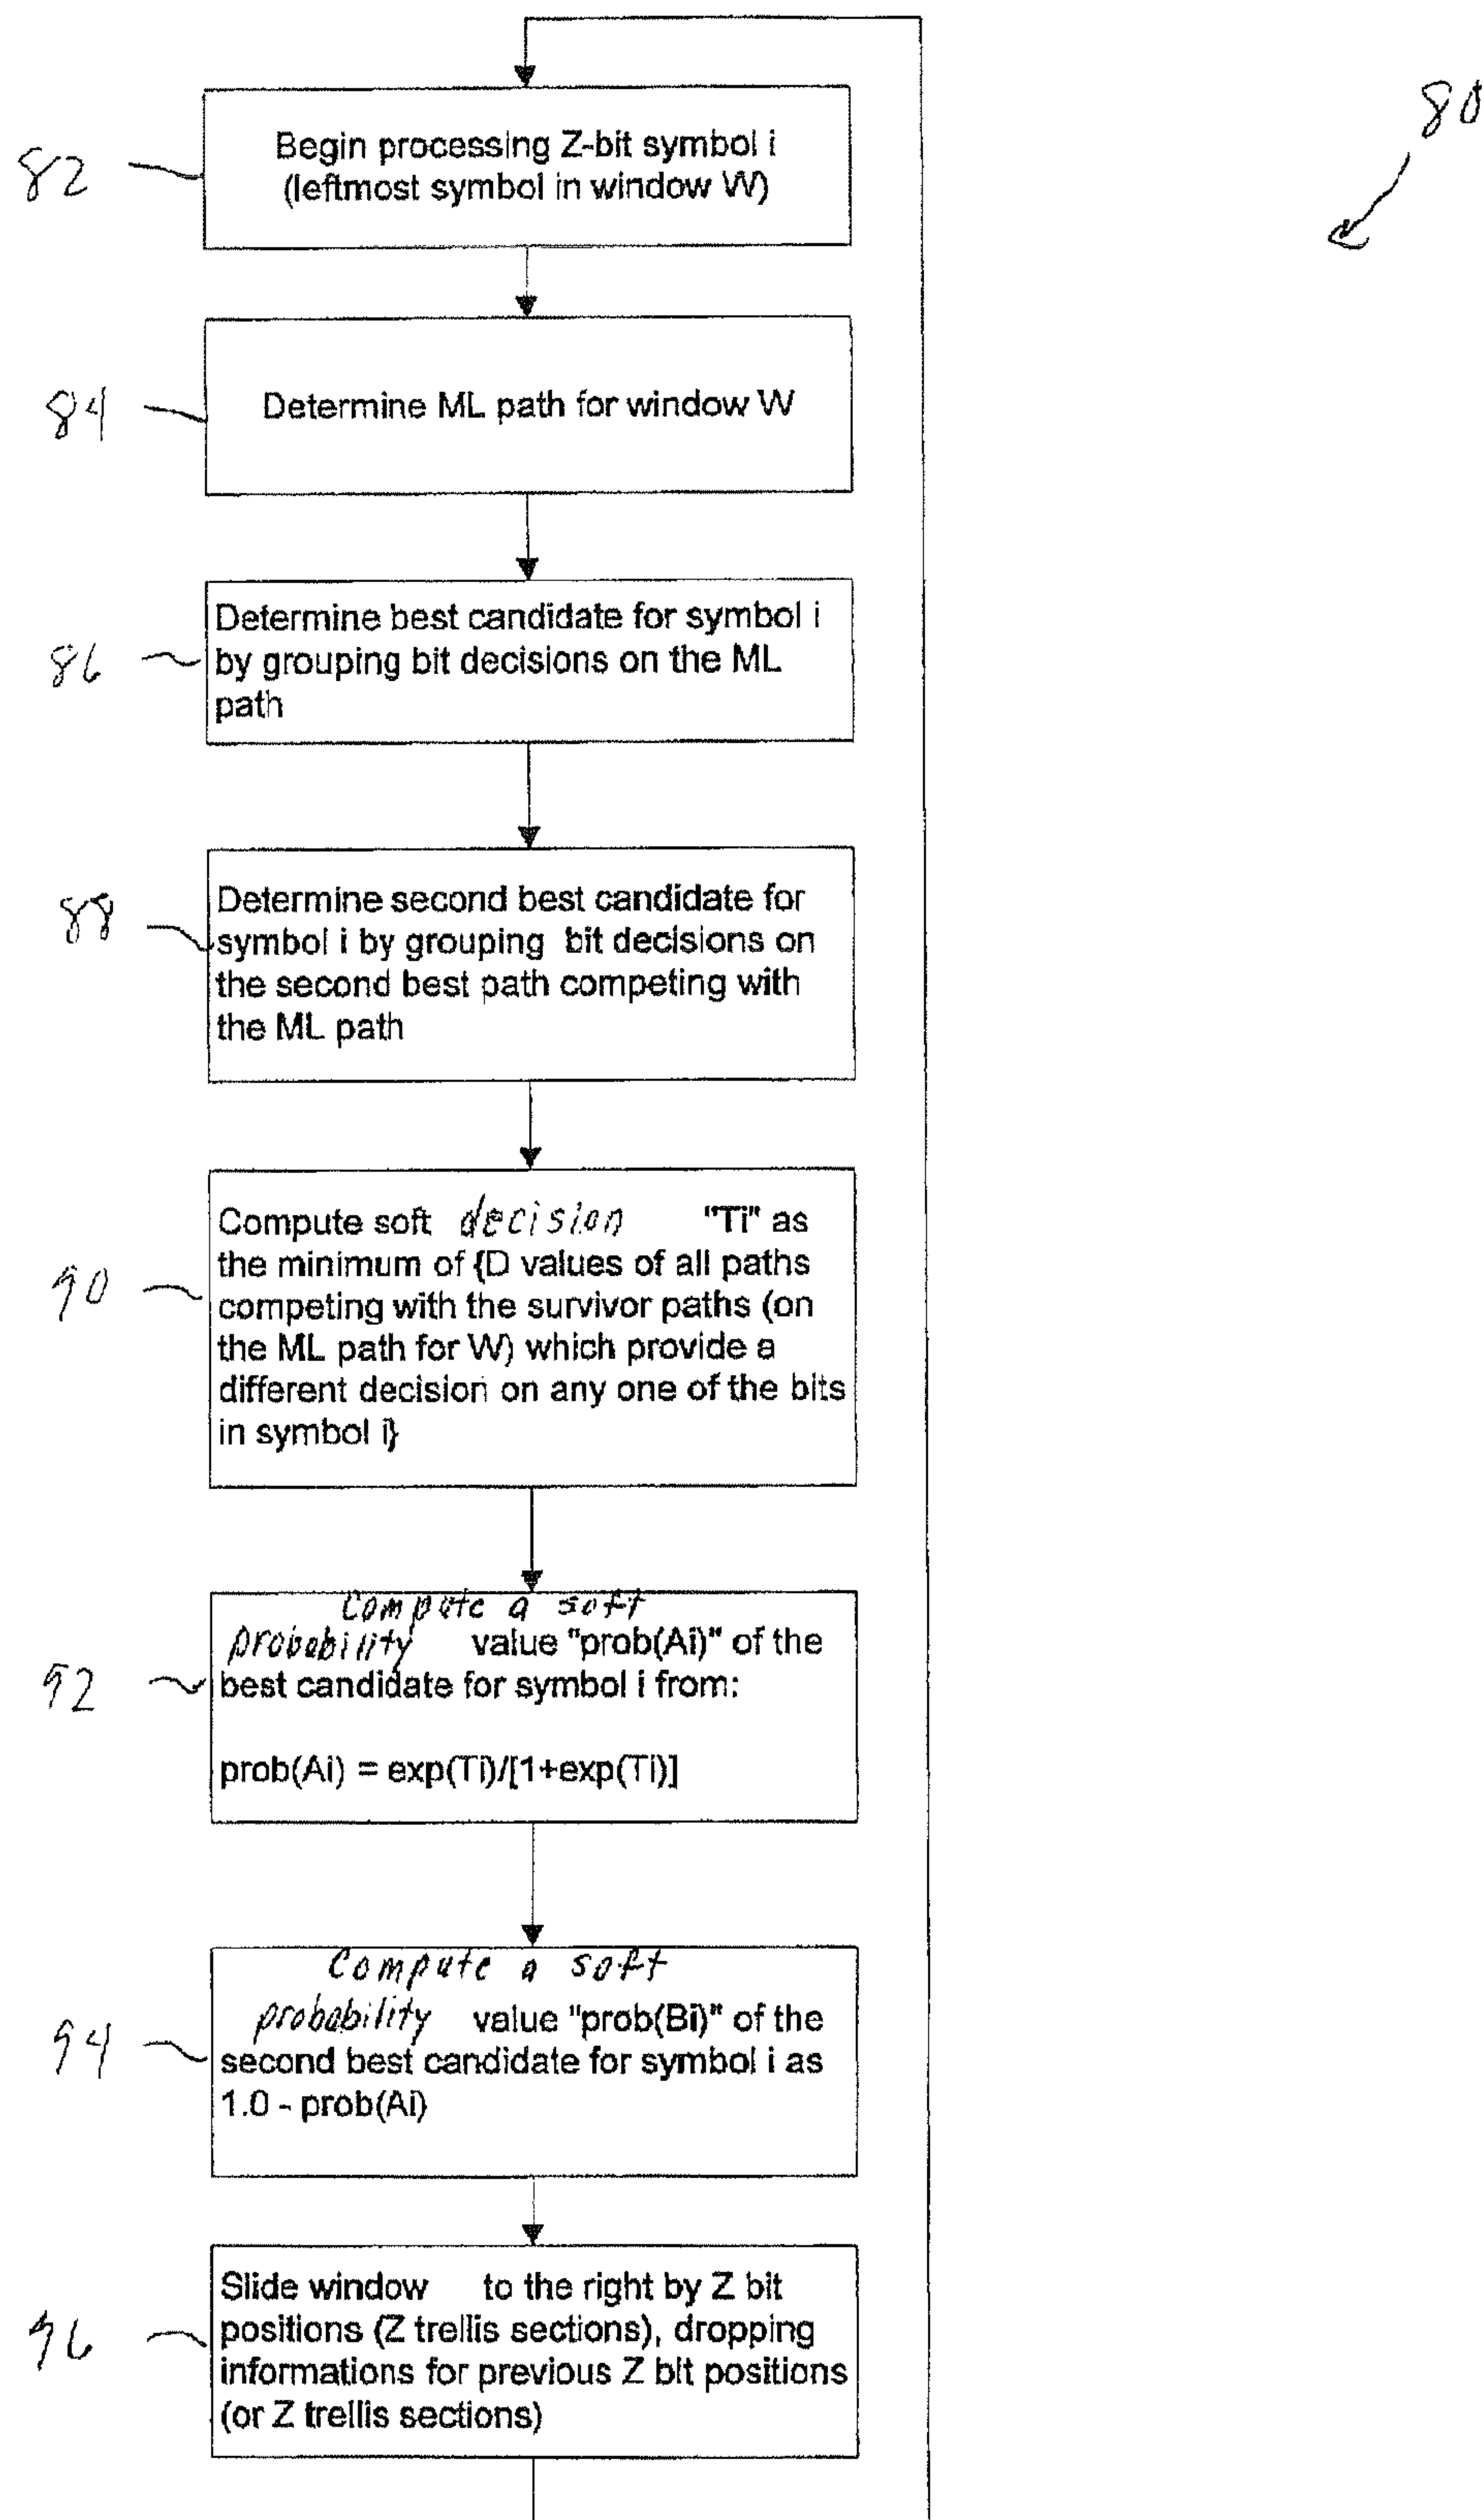 80
82
Begin processing Z-bit symbol i
(leftmost symbol in window W)
84
Determine ML path for window W
86
Determine best candidate for symbol i
by grouping bit decisions on the ML
path
88
Determine second best candidate for
symbol i by grouping bit decisions on
the second best path competing with
the ML path
90
Compute soft decision "Ti" as
the minimum of {D values of all paths
competing with the survivor paths (on
the ML path for W) which provide a
different decision on any one of the bits
in symbol i}
92
Compute a soft
probability value "prob(Ai)" of the
best candidate for symbol i from:
prob(Ai) = exp(Ti)/[1+exp(Ti)]
94
Compute a soft
probability value "prob(Bi)" of the
second best candidate for symbol i as
1.0 - prob(Ai)
96
Slide window to the right by Z bit
positions (Z trellis sections), dropping
informations for previous Z bit positions
(or Z trellis sections)